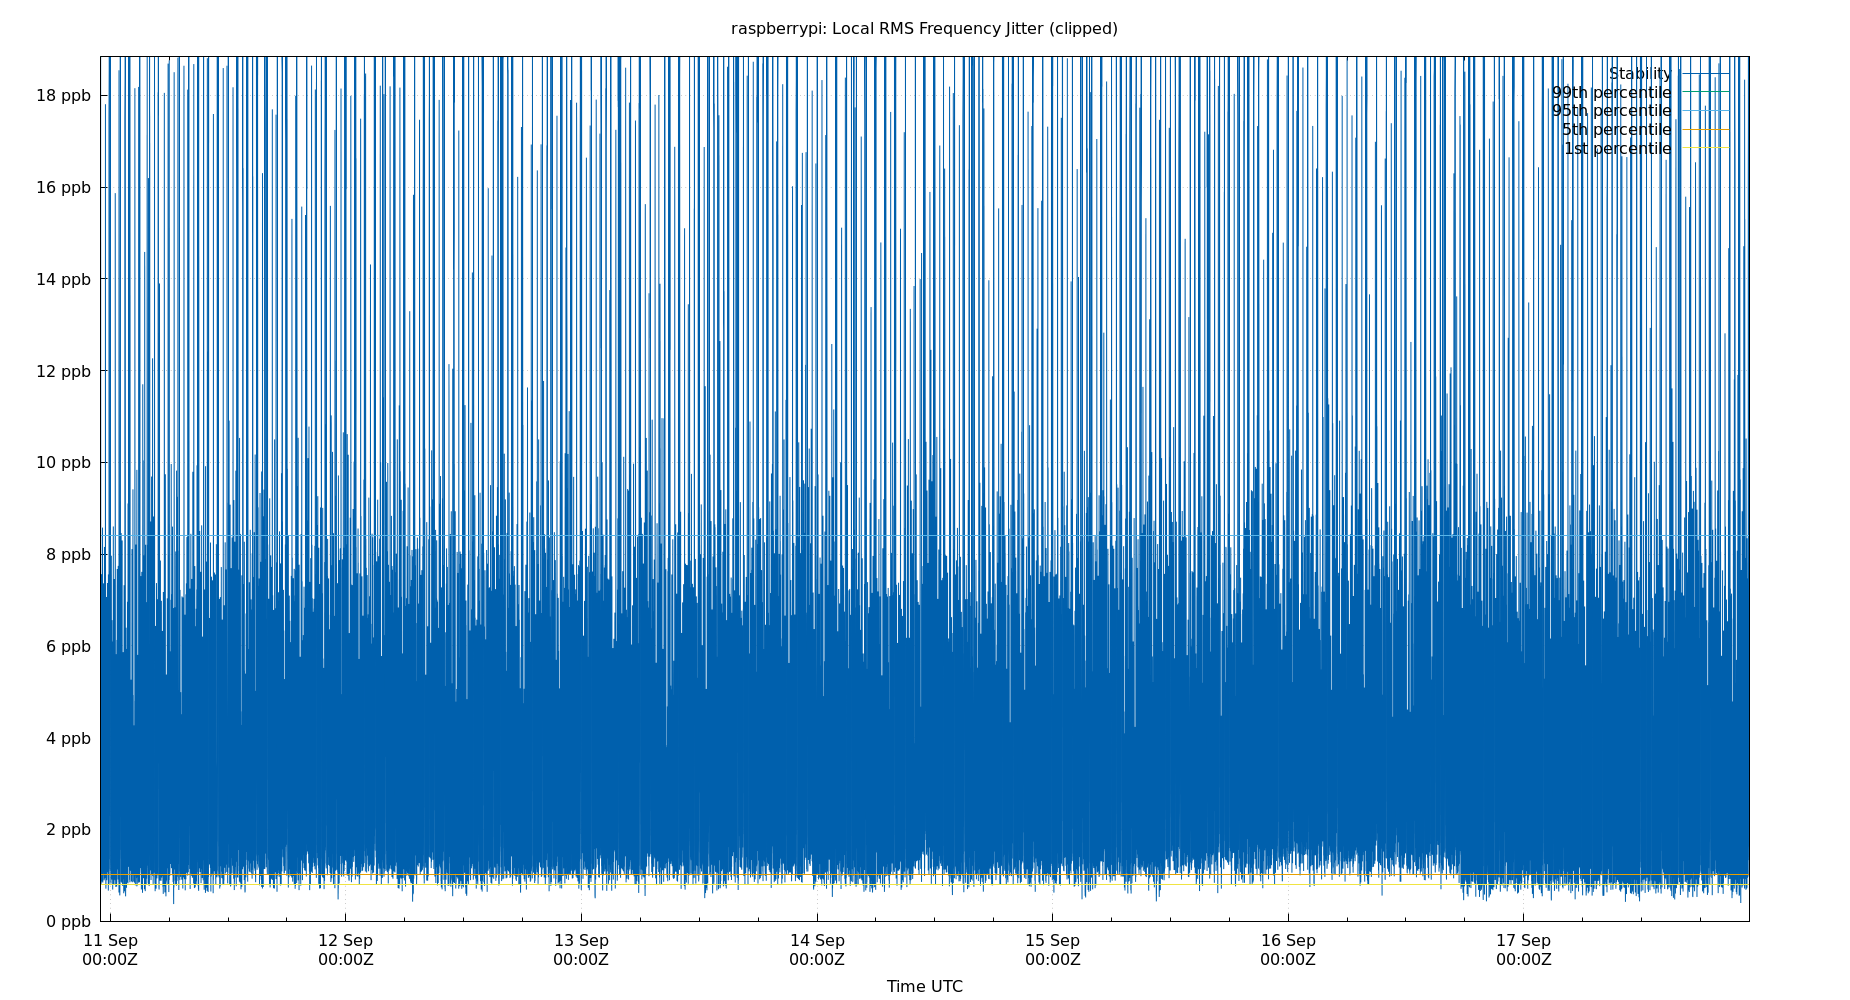 raspberrypi: Local RMS Frequency Jitter (clipped)
Stability
99th percentile
95th percentile
5th percentile
1st percentile
18 ppb
16 ppb
14 ppb
12 ppb
10 ppb
8 ppb
6 ppb
4 ppb
2 ppb
0 ppb
11 Sep 12 Sep 13 Sep 14 Sep 15 Sep 16 Sep 17 Sep
00:00Z 00:00Z 00:00Z 00:00Z 00:00Z 00:00Z 00:00Z
Time UTC